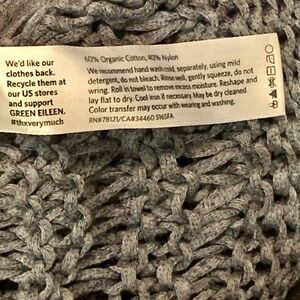 We'd like our
clothes back.
Recycle them at
our US stores
and support
GREEN EILEEN.
#thxverymuch
60% Organic Cotton, 40% Nylon
We recommend hand wash cold, separately, using mild
detergent, do not bleach. Rinse well, gently squeeze, do not
wring. Roll in towel to remove excess moisture. Reshape and
lay flat to dry. Cool iron if necessary. May be dry cleaned
Color transfer may occur with wearing and washing.
RN#78121/CA#34460 S165FA